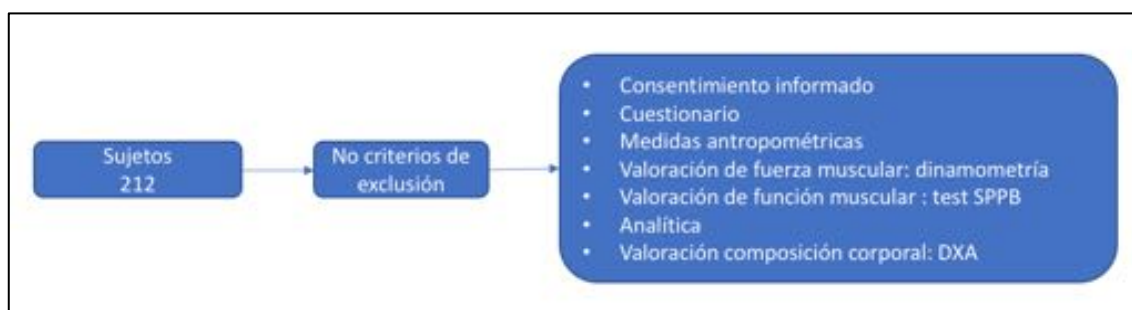 Sujetos
212
No criterios de
exclusión
• Consentimiento informado
• Cuestionario
• Medidas antropométricas
• Valoración de fuerza muscular: dinamometría
• Valoración de función muscular : test SPPB
• Analítica
• Valoración composición corporal: DXA